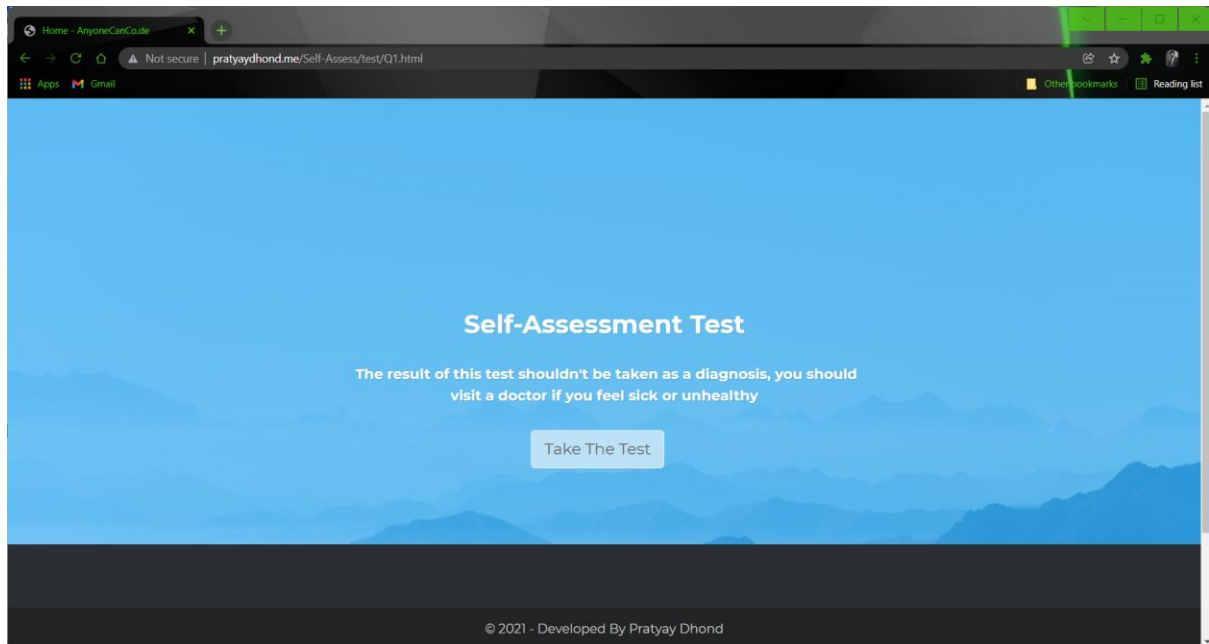 Home - AnyoneCanCo.de
Not secure | pratyaydhond.me/Self-Assess/test/Q1.html
Apps Gmail Other bookmarks Reading list
Self-Assessment Test
The result of this test shouldn't be taken as a diagnosis, you should
visit a doctor if you feel sick or unhealthy
Take The Test
© 2021 - Developed By Pratyay Dhond